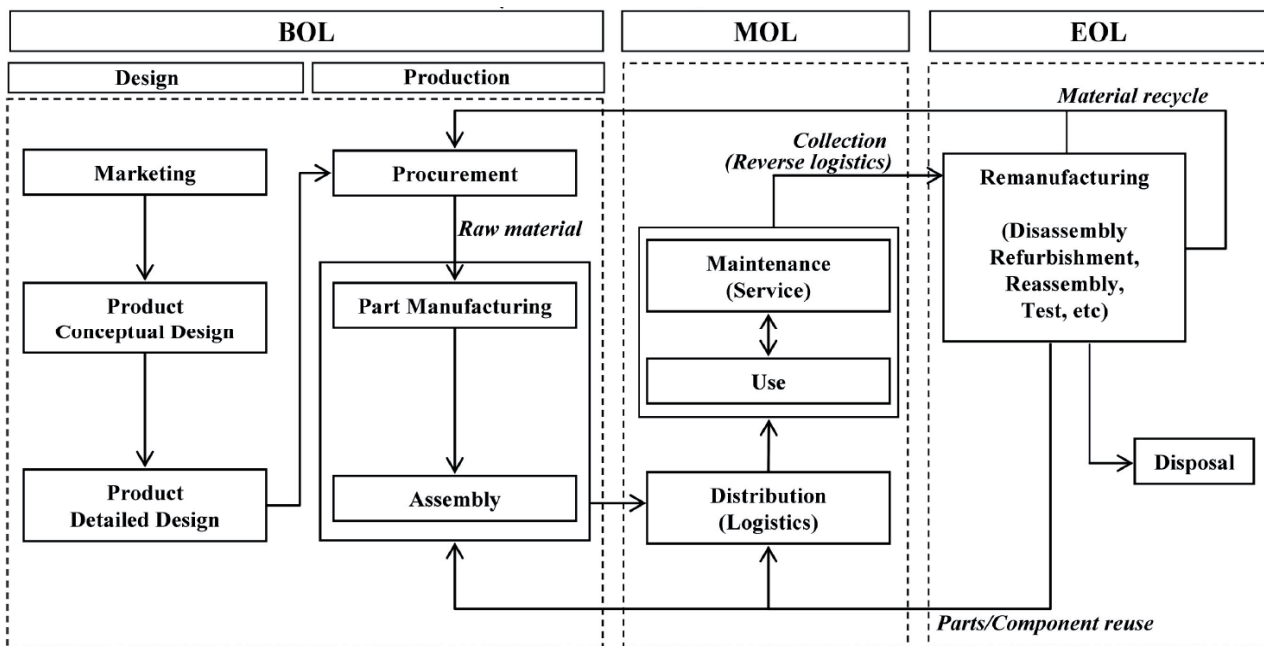 BOL
MOL
EOL
Design
Production
Material recycle
Collection
(Reverse logistics)
Marketing
Procurement
Remanufacturing
(Disassembly
Refurbishment,
Reassembly,
Test, etc)
Raw material
Maintenance
(Service)
Product
Conceptual Design
Part Manufacturing
Use
Product
Detailed Design
Assembly
Distribution
(Logistics)
Disposal
Parts/Component reuse